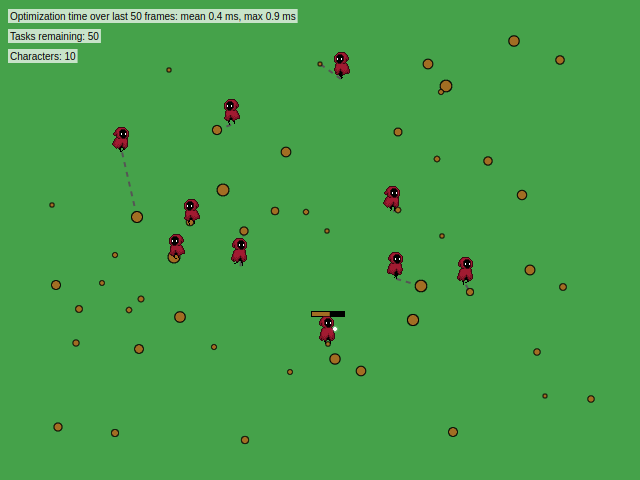 Optimization time over last 50 frames: mean 0.4 ms, max 0.9 ms
Tasks remaining: 50
Characters: 10